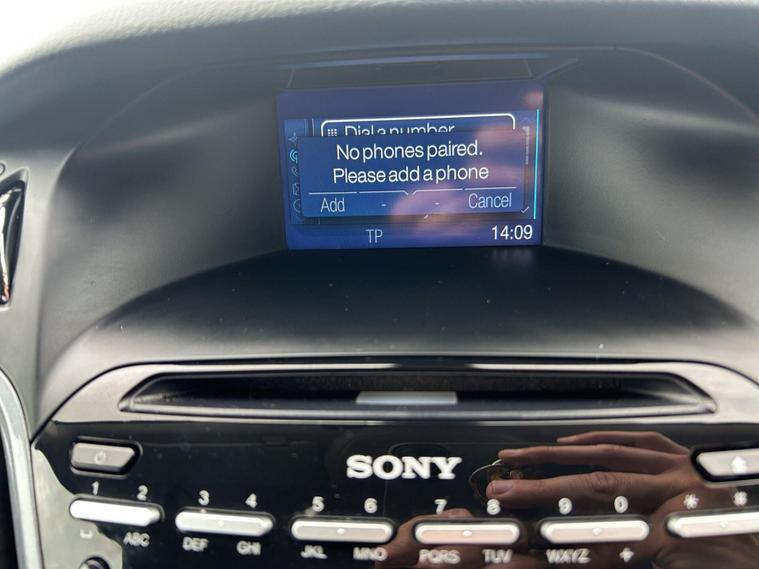 Dial a number
No phones paired.
Please add a phone
Add - - - Cancel
TP 14:09
SONY
1 2 3 4 5 6 7 8 9 0 * #
ABC DEF GHI JKL MNO PQRS TUV WXYZ +